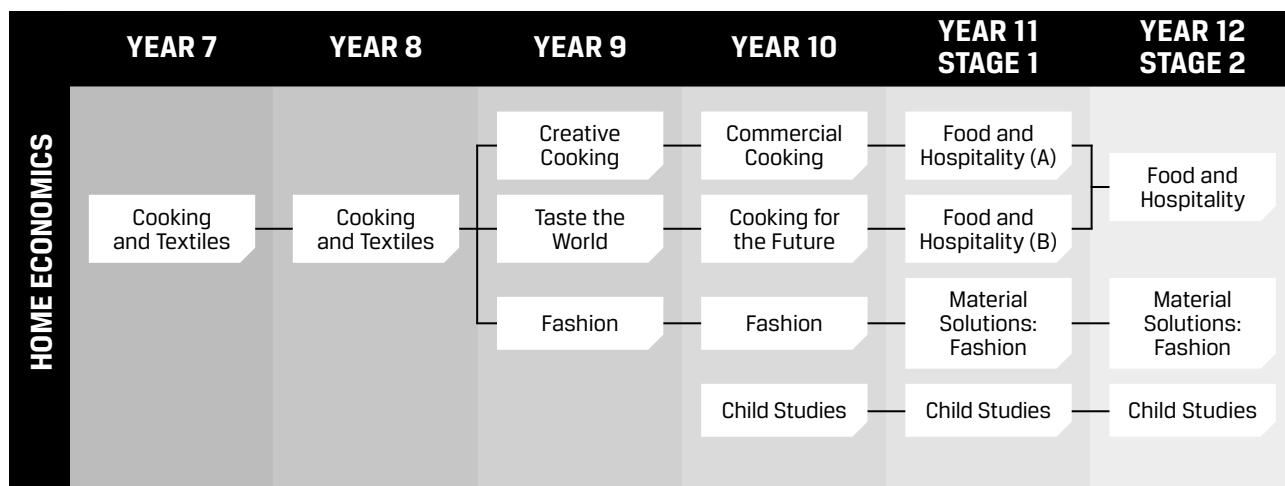 YEAR 7
YEAR 8
YEAR 9
YEAR 10
YEAR 11
STAGE 1
YEAR 12
STAGE 2
HOME ECONOMICS
Cooking
and Textiles
Cooking
and Textiles
Creative
Cooking
Commercial
Cooking
Food and
Hospitality (A)
Food and
Hospitality
Taste the
World
Cooking for
the Future
Food and
Hospitality (B)
Fashion
Fashion
Material
Solutions:
Fashion
Material
Solutions:
Fashion
Child Studies
Child Studies
Child Studies